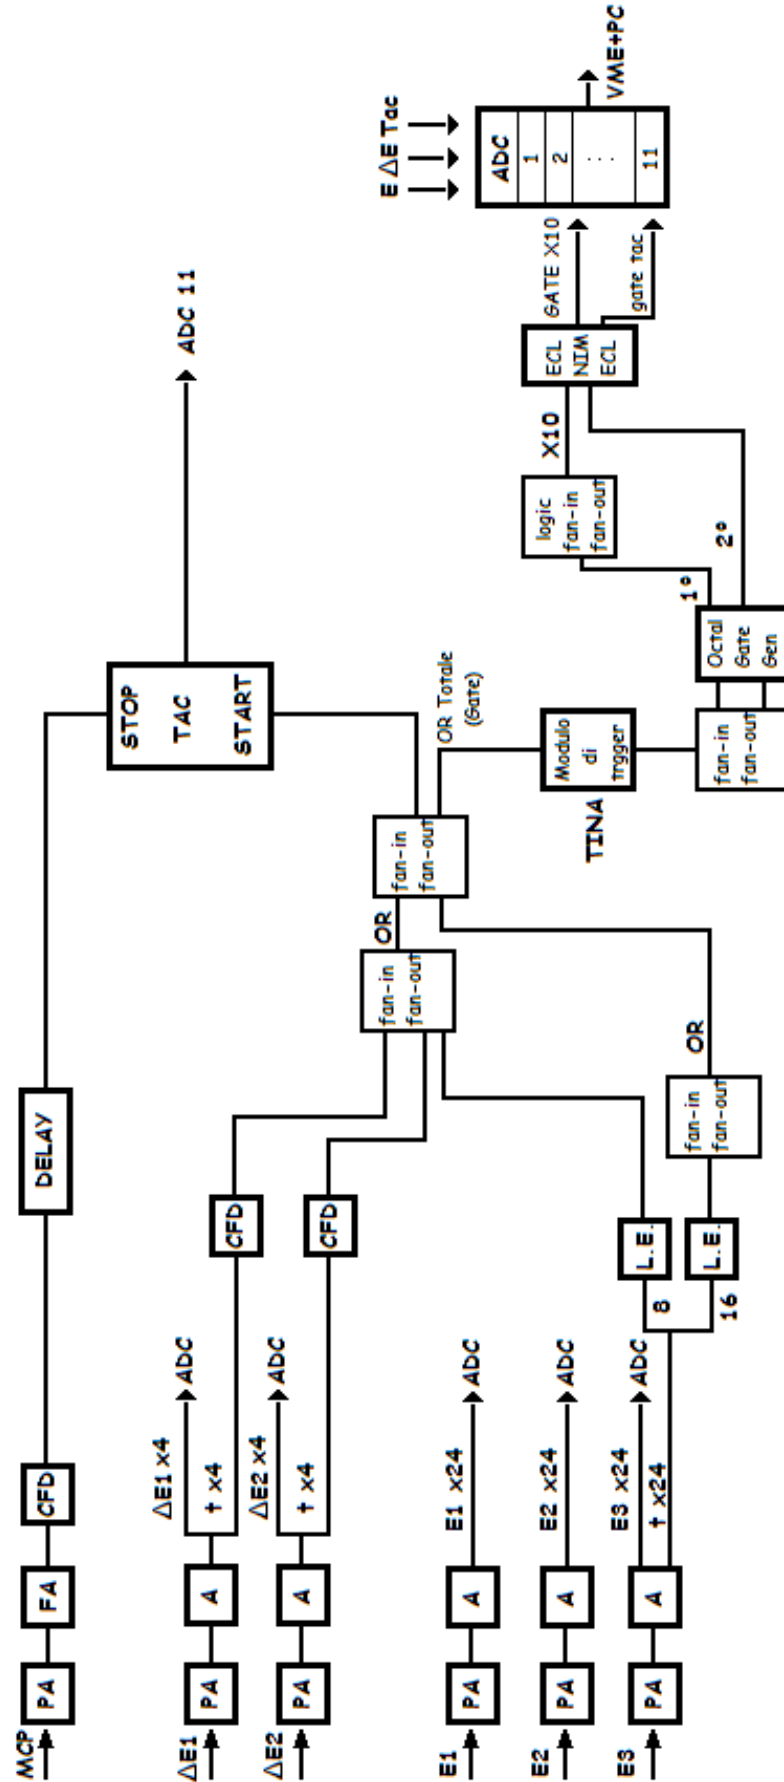 MCP
PA
FA
CFD
DELAY
STOP
TAC
START
ADC 11
ΔE1
PA
A
ΔE1 x4
ADC
t x4
CFD
ΔE2
PA
A
ΔE2 x4
ADC
t x4
CFD
fan-in
fan-out
OR
fan-in
fan-out
OR Totale
(Gate)
E1
PA
A
E1 x24
ADC
E2
PA
A
E2 x24
ADC
E3
PA
A
E3 x24
ADC
t x24
8
L.E.
16
L.E.
fan-in
fan-out
OR
TINA
Modulo
di
trgger
fan-in
fan-out
Octal
Gate
Gen
1°
2°
logic
fan-in
fan-out
X10
ECL
NIM
ECL
GATE X10
gate tac
E ΔE Tac
ADC
1
2
: :
11
VME+PC